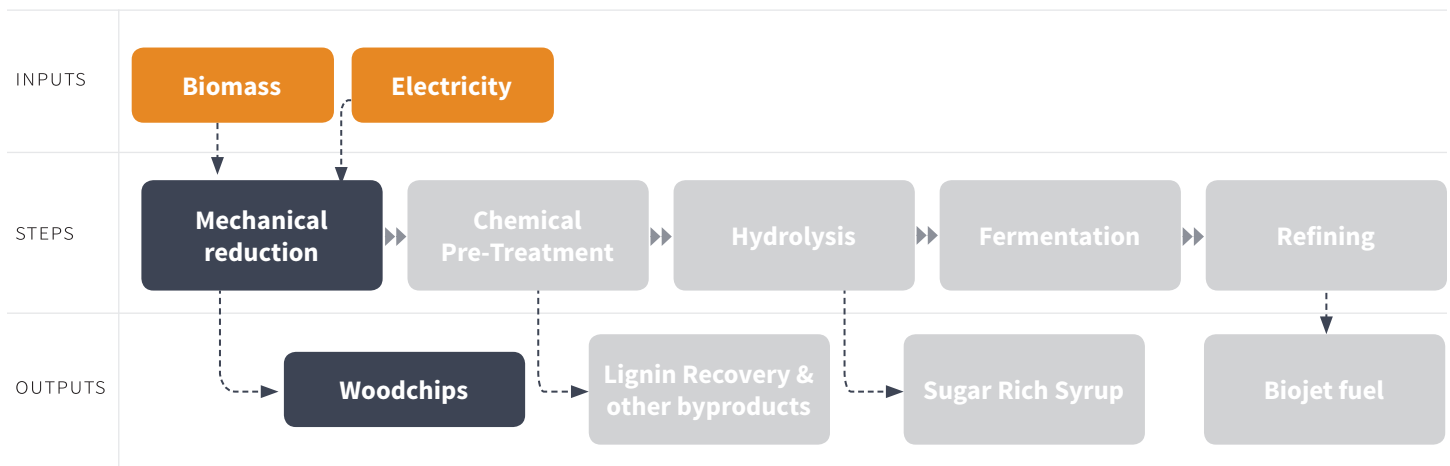 INPUTS
Biomass
Electricity
STEPS
Mechanical
reduction
Chemical
Pre-Treatment
Hydrolysis
Fermentation
Refining
OUTPUTS
Woodchips
Lignin Recovery &
other byproducts
Sugar Rich Syrup
Biojet fuel